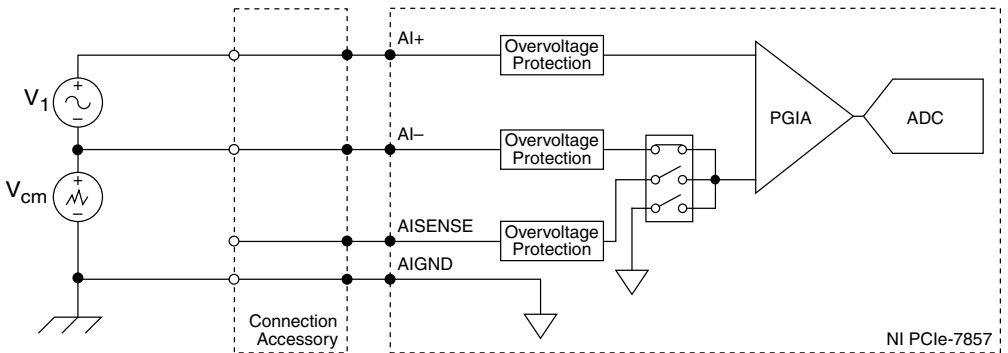 AI+
Overvoltage
Protection
V1
+
−
PGIA
ADC
AI−
Overvoltage
Protection
Vcm
+
−
AISENSE
Overvoltage
Protection
AIGND
Connection
Accessory
NI PCIe-7857